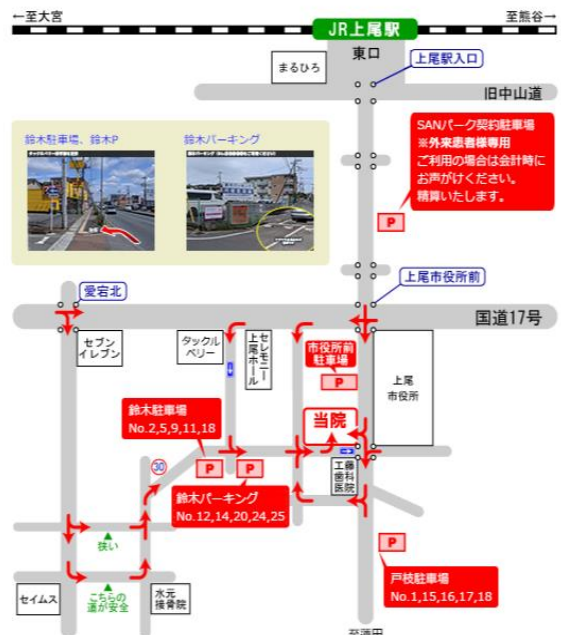 ←至大宮
至熊谷→
JR上尾駅
東口
まるひろ
上尾駅入口
旧中山道
鈴木駐車場、鈴木P
鈴木パーキング
SANパーク契約駐車場
※外来患者様専用
ご利用の場合は会計時に
お声がけください。
精算いたします。
P
上尾市役所前
愛宕北
国道17号
セブン
イレブン
タックル
ベリー
セレモニー
上尾ホール
市役所前
駐車場
P
上尾
市役所
当院
鈴木駐車場
No.2,5,9,11,18
30
P
P
工藤
歯科
医院
鈴木パーキング
No.12,14,20,24,25
狭い
P
戸枝駐車場
No.1,15,16,17,18
セイムス
こちらの
道が安全
水元
接骨院
至蓮田